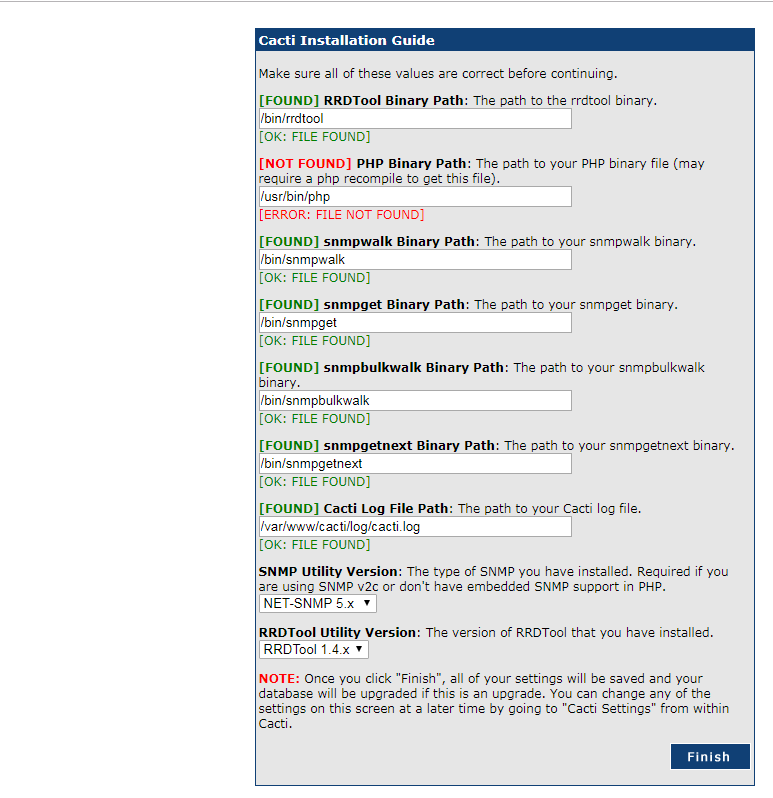 Cacti Installation Guide
Make sure all of these values are correct before continuing.
[FOUND] RRDTool Binary Path: The path to the rrdtool binary.
/bin/rrdtool
[OK: FILE FOUND]
[NOT FOUND] PHP Binary Path: The path to your PHP binary file (may
require a php recompile to get this file).
/usr/bin/php
[ERROR: FILE NOT FOUND]
[FOUND] snmpwalk Binary Path: The path to your snmpwalk binary.
/bin/snmpwalk
[OK: FILE FOUND]
[FOUND] snmpget Binary Path: The path to your snmpget binary.
/bin/snmpget
[OK: FILE FOUND]
[FOUND] snmpbulkwalk Binary Path: The path to your snmpbulkwalk
binary.
/bin/snmpbulkwalk
[OK: FILE FOUND]
[FOUND] snmpgetnext Binary Path: The path to your snmpgetnext binary.
/bin/snmpgetnext
[OK: FILE FOUND]
[FOUND] Cacti Log File Path: The path to your Cacti log file.
/var/www/cacti/log/cacti.log
[OK: FILE FOUND]
SNMP Utility Version: The type of SNMP you have installed. Required if you
are using SNMP v2c or don't have embedded SNMP support in PHP.
NET-SNMP 5.x
RRDTool Utility Version: The version of RRDTool that you have installed.
RRDTool 1.4.x
NOTE: Once you click "Finish", all of your settings will be saved and your
database will be upgraded if this is an upgrade. You can change any of the
settings on this screen at a later time by going to "Cacti Settings" from within
Cacti.
Finish